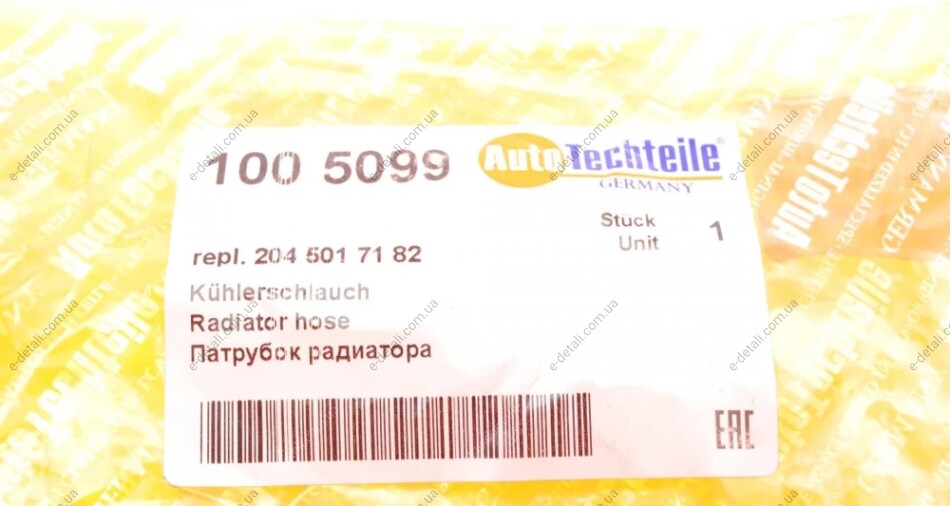 100 5099
AutoTechteile®
GERMANY
Stück 1
Unit
repl. 204 501 71 82
Kühlerschlauch
Radiator hose
Патрубок радиатора
EAC
e-detali.com.ua